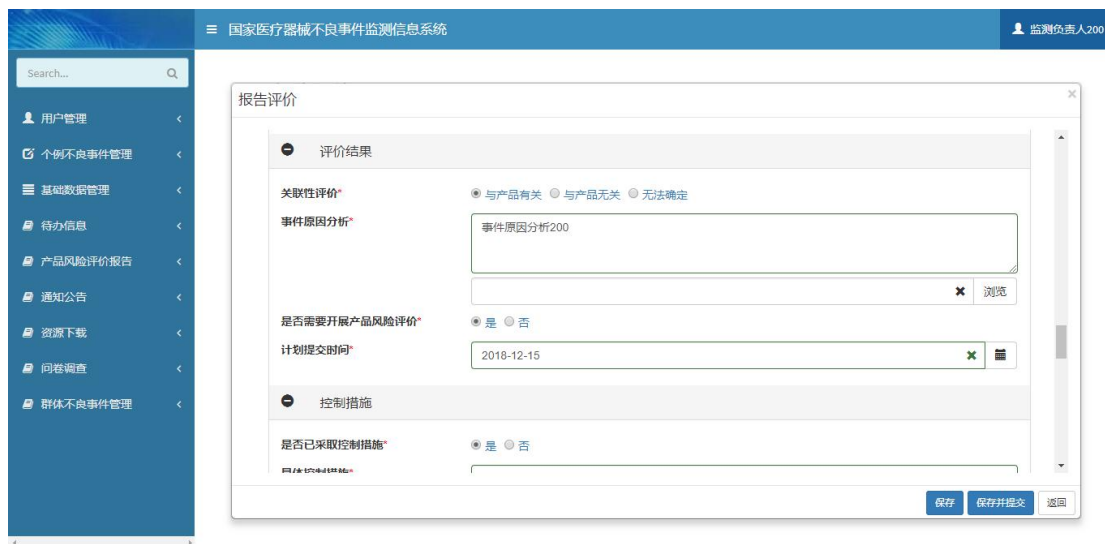 国家医疗器械不良事件监测信息系统
监测负责人200
Search...
用户管理
个例不良事件管理
基础数据管理
待办信息
产品风险评价报告
通知公告
资源下载
问卷调查
群体不良事件管理
报告评价
评价结果
关联性评价* 与产品有关 与产品无关 无法确定
事件原因分析* 事件原因分析200
浏览
是否需要开展产品风险评价* 是 否
计划提交时间* 2018-12-15
控制措施
是否已采取控制措施* 是 否
具体控制措施*
保存 保存并提交 返回